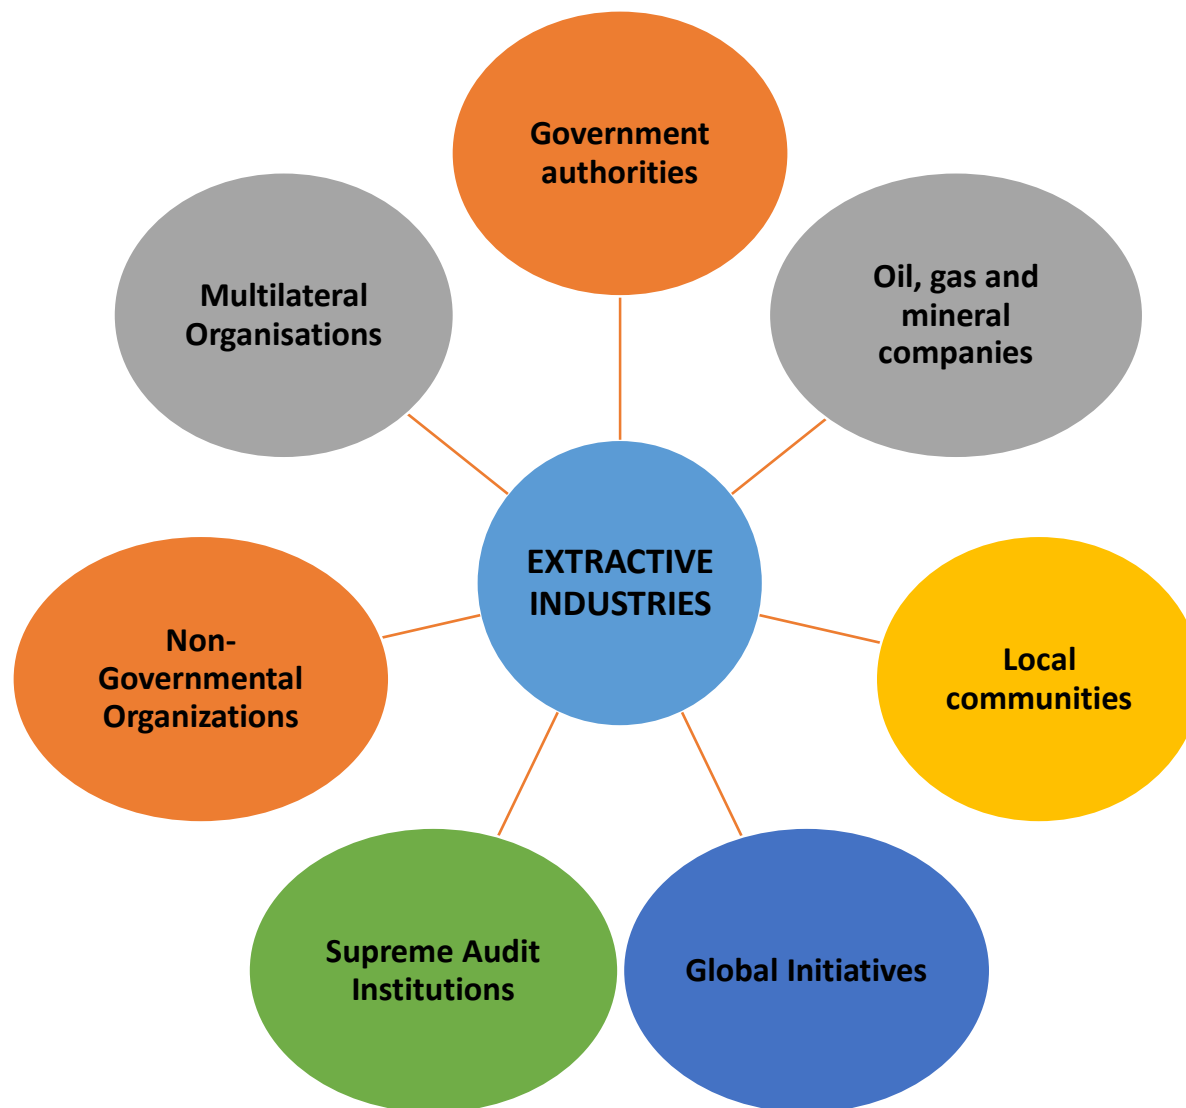 Government
authorities
Oil, gas and
mineral
companies
Multilateral
Organisations
EXTRACTIVE
INDUSTRIES
Local
communities
Non-
Governmental
Organizations
Supreme Audit
Institutions
Global Initiatives